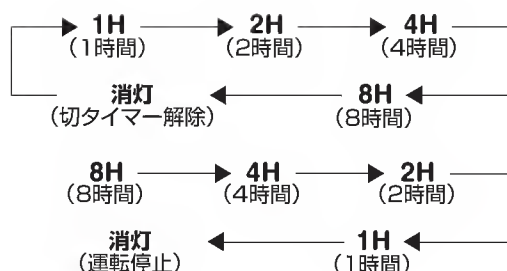 1H 2H 4H
(1時間) (2時間) (4時間)
消灯 8H
(切タイマー解除) (8時間)
8H 4H 2H
(8時間) (4時間) (2時間)
消灯 1H
(運転停止) (1時間)